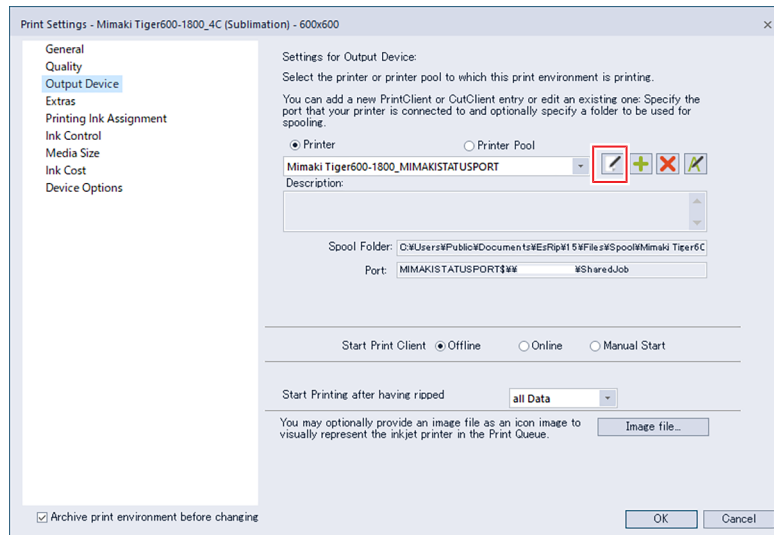 Print Settings - Mimaki Tiger600-1800_4C (Sublimation) - 600x600
General
Quality
Output Device
Extras
Printing Ink Assignment
Ink Control
Media Size
Ink Cost
Device Options
Settings for Output Device:
Select the printer or printer pool to which this print environment is printing.
You can add a new PrintClient or CutClient entry or edit an existing one: Specify the
port that your printer is connected to and optionally specify a folder to be used for
spooling.
Printer
Printer Pool
Mimaki Tiger600-1800_MIMAKISTATUSPORT
Description:
Spool Folder: C:¥Users¥Public¥Documents¥EsRip¥15¥Files¥Spool¥Mimaki Tiger60
Port: MIMAKISTATUSPORT$¥¥ ¥SharedJob
Start Print Client Offline Online Manual Start
Start Printing after having ripped all Data
You may optionally provide an image file as an icon image to
visually represent the inkjet printer in the Print Queue.
Image file...
Archive print environment before changing
OK Cancel